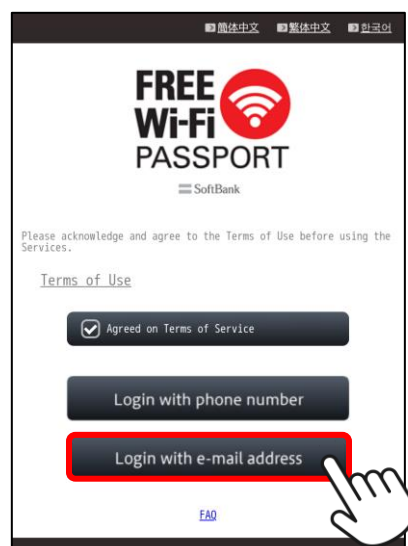 简体中文 繁体中文 한국어
FREE
Wi-Fi
PASSPORT
SoftBank
Please acknowledge and agree to the Terms of Use before using the
Services.
Terms of Use
Agreed on Terms of Service
Login with phone number
Login with e-mail address
FAQ